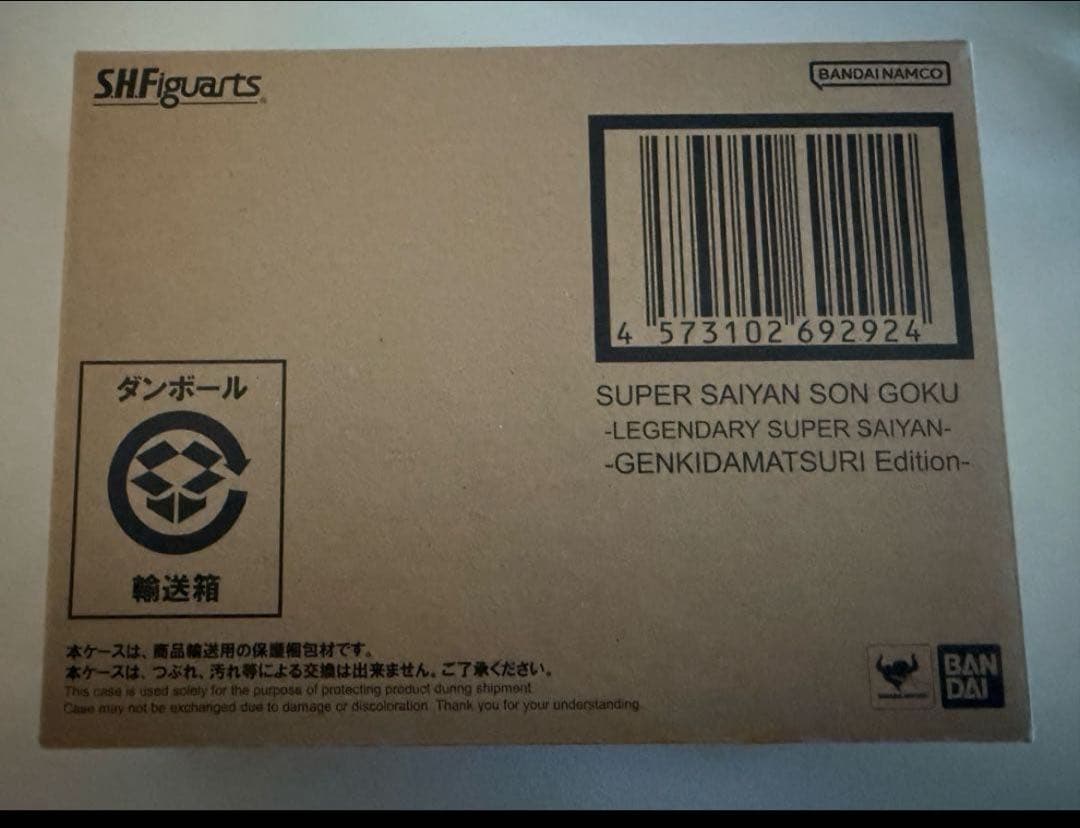 S.H.Figuarts
BANDAI NAMCO
4 573102 692924
SUPER SAIYAN SON GOKU
-LEGENDARY SUPER SAIYAN-
-GENKIDAMATSURI Edition-
ダンボール
輸送箱
本ケースは、商品輸送用の保護梱包材です。
本ケースは、つぶれ、汚れ等による交換は出来ません。ご了承ください。
This case is used solely for the purpose of protecting product during shipment.
Case may not be exchanged due to damage or discoloration. Thank you for your understanding.
BAN
DAI